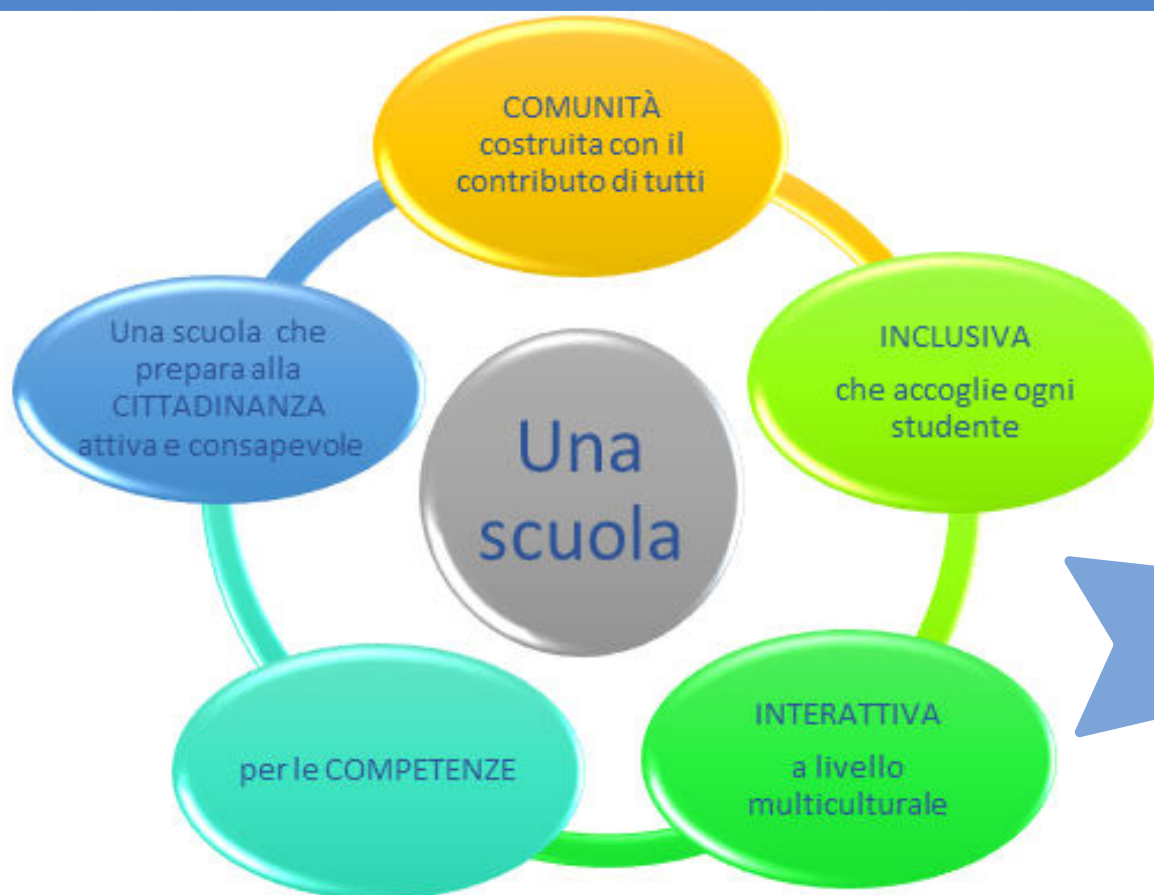 COMUNITÀ
costruita con il
contributo di tutti
INCLUSIVA
che accoglie ogni
studente
INTERATTIVA
a livello
multiculturale
per le COMPETENZE
Una scuola che
prepara alla
CITTADINANZA
attiva e consapevole
Una
scuola